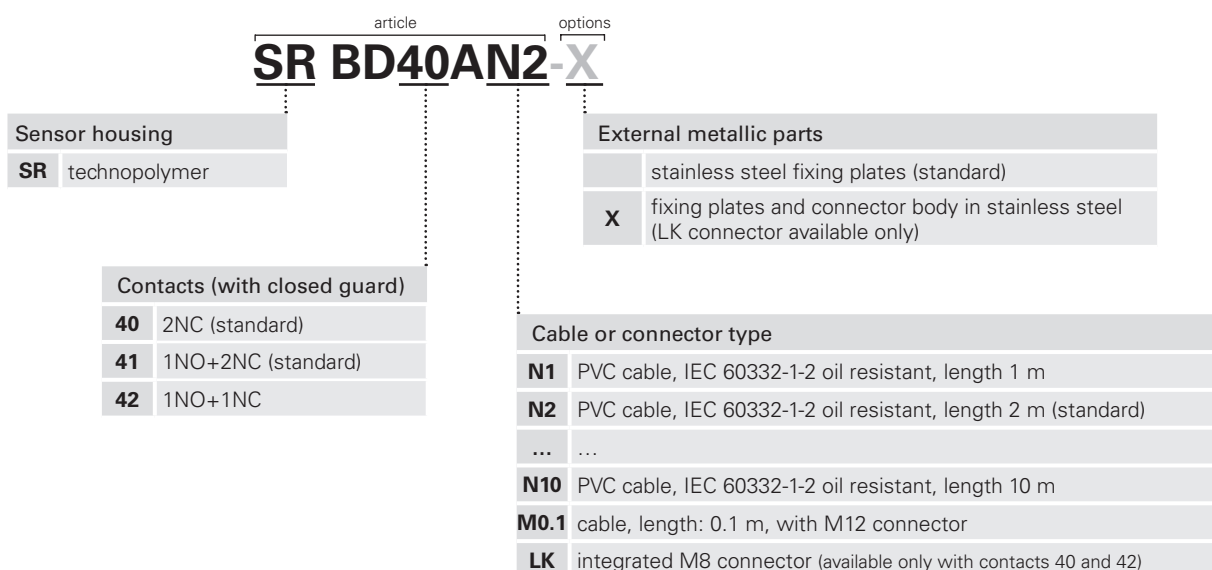 article options
SR BD40AN2-X
Sensor housing
SR technopolymer
External metallic parts
stainless steel fixing plates (standard)
X fixing plates and connector body in stainless steel
(LK connector available only)
Contacts (with closed guard)
40 2NC (standard)
41 1NO+2NC (standard)
42 1NO+1NC
Cable or connector type
N1 PVC cable, IEC 60332-1-2 oil resistant, length 1 m
N2 PVC cable, IEC 60332-1-2 oil resistant, length 2 m (standard)
... ...
N10 PVC cable, IEC 60332-1-2 oil resistant, length 10 m
M0.1 cable, length: 0.1 m, with M12 connector
LK integrated M8 connector (available only with contacts 40 and 42)